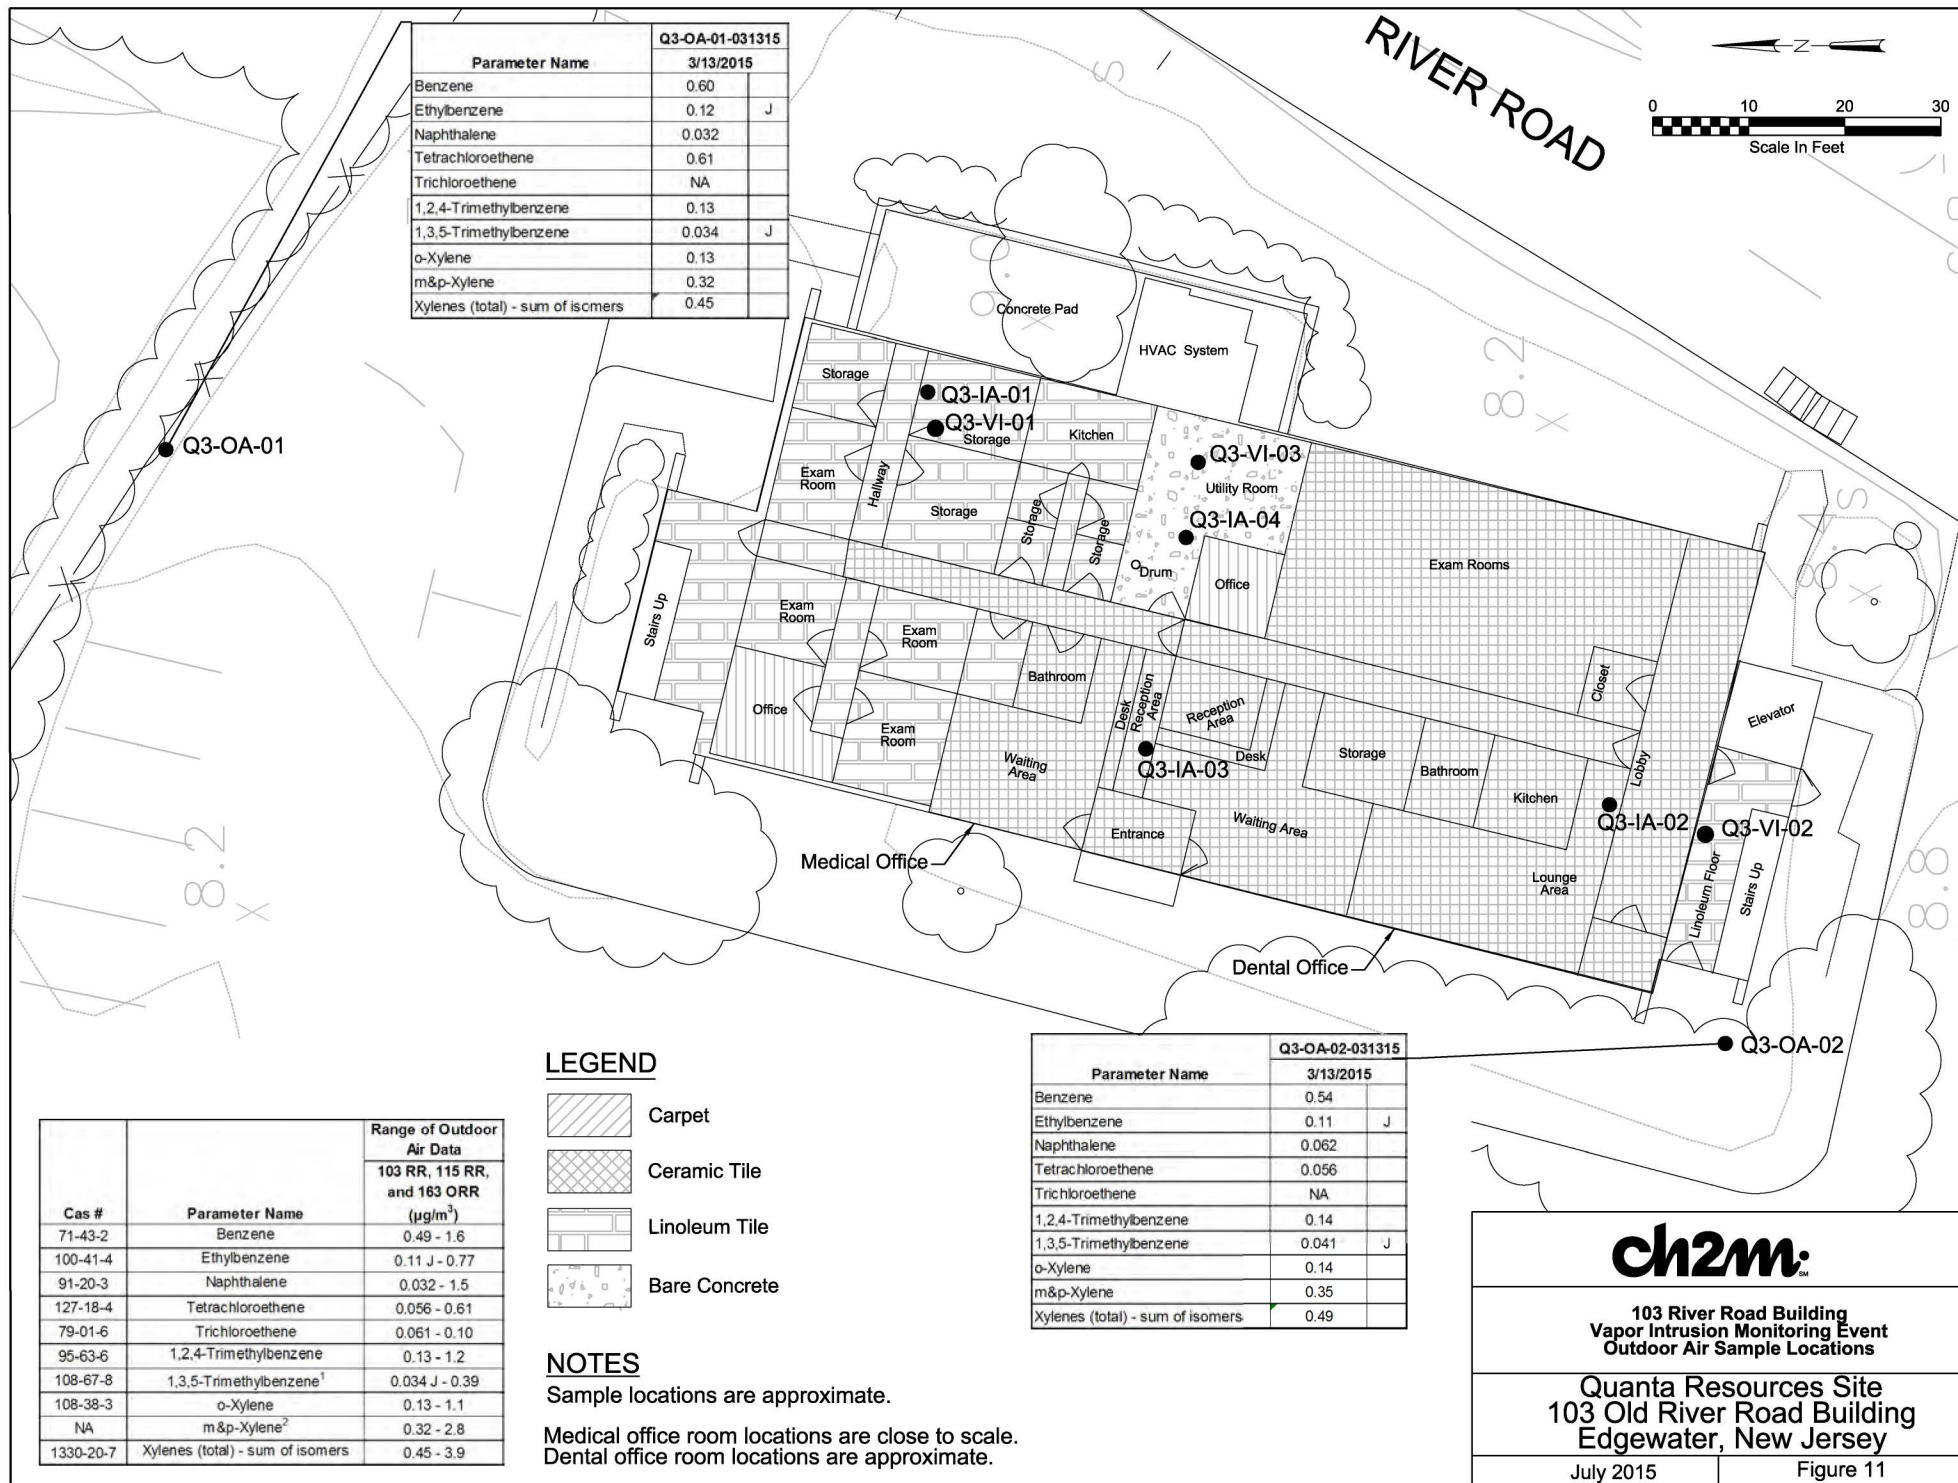 Q3-OA-01-031315
Parameter Name 3/13/2015
Benzene 0.60
Ethylbenzene 0.12 J
Naphthalene 0.032
Tetrachloroethene 0.61
Trichloroethene NA
1,2,4-Trimethylbenzene 0.13
1,3,5-Trimethylbenzene 0.034 J
o-Xylene 0.13
m&p-Xylene 0.32
Xylenes (total) - sum of isomers 0.45
RIVER ROAD
N
0 10 20 30
Scale In Feet
S
9.0
X
8.2
X
8.4
S
X
8.2
X
8.8
Q3-OA-01
Concrete Pad
HVAC System
Storage
Q3-IA-01
Q3-VI-01
Storage
Kitchen
Exam
Room
Hallway
Storage
Storage
Storage
Q3-VI-03
Utility Room
Q3-IA-04
Drum
Office
Exam Rooms
Stairs Up
Exam
Room
Exam
Room
Bathroom
Office
Exam
Room
Waiting
Area
Desk
Reception
Area
Reception
Area
Desk
Q3-IA-03
Storage
Bathroom
Kitchen
Closet
Lobby
Elevator
Q3-IA-02
Q3-VI-02
Entrance
Waiting Area
Lounge
Area
Linoleum Floor
Stairs Up
Medical Office
Dental Office
Q3-OA-02
Q3-OA-02-031315
Parameter Name 3/13/2015
Benzene 0.54
Ethylbenzene 0.11 J
Naphthalene 0.062
Tetrachloroethene 0.056
Trichloroethene NA
1,2,4-Trimethylbenzene 0.14
1,3,5-Trimethylbenzene 0.041 J
o-Xylene 0.14
m&p-Xylene 0.35
Xylenes (total) - sum of isomers 0.49
LEGEND
Carpet
Ceramic Tile
Linoleum Tile
Bare Concrete
NOTES
Sample locations are approximate.
Medical office room locations are close to scale.
Dental office room locations are approximate.
Range of Outdoor
Air Data
103 RR, 115 RR,
and 163 ORR
Cas # Parameter Name (µg/m³)
71-43-2 Benzene 0.49 - 1.6
100-41-4 Ethylbenzene 0.11 J - 0.77
91-20-3 Naphthalene 0.032 - 1.5
127-18-4 Tetrachloroethene 0.056 - 0.61
79-01-6 Trichloroethene 0.061 - 0.10
95-63-6 1,2,4-Trimethylbenzene 0.13 - 1.2
108-67-8 1,3,5-Trimethylbenzene¹ 0.034 J - 0.39
108-38-3 o-Xylene 0.13 - 1.1
NA m&p-Xylene² 0.32 - 2.8
1330-20-7 Xylenes (total) - sum of isomers 0.45 - 3.9
ch2m:
SM
103 River Road Building
Vapor Intrusion Monitoring Event
Outdoor Air Sample Locations
Quanta Resources Site
103 Old River Road Building
Edgewater, New Jersey
July 2015 Figure 11